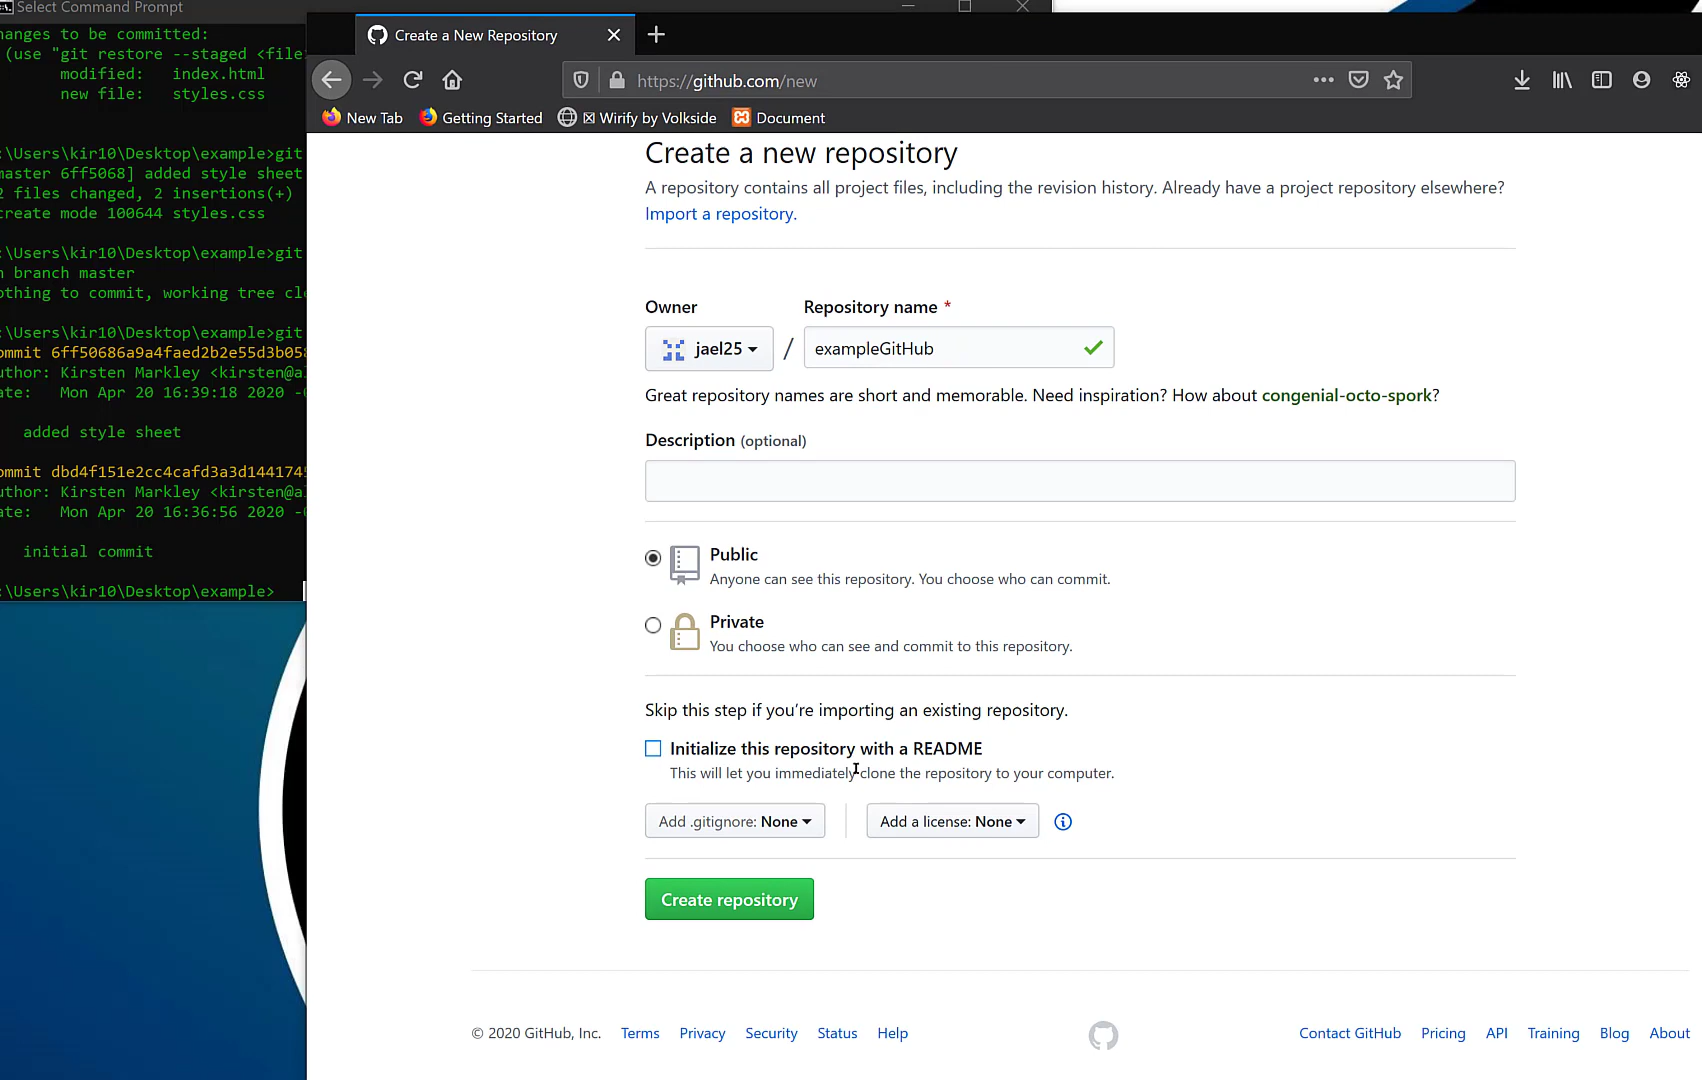 Select Command Prompt
anges to be committed:
(use "git restore --staged <file
modified: index.html
new file: styles.css
:\Users\kir10\Desktop\example>git
master 6ff5068] added style sheet
2 files changed, 2 insertions(+)
create mode 100644 styles.css
:\Users\kir10\Desktop\example>git
n branch master
othing to commit, working tree cl
:\Users\kir10\Desktop\example>git
ommit 6ff50686a9a4faed2b2e55d3b05
uthor: Kirsten Markley <kirsten@a
ate: Mon Apr 20 16:39:18 2020 -
added style sheet
ommit dbd4f151e2cc4cafd3a3d144174
uthor: Kirsten Markley <kirsten@a
ate: Mon Apr 20 16:36:56 2020 -
initial commit
:\Users\kir10\Desktop\example>
Create a New Repository
https://github.com/new
New Tab Getting Started Wirify by Volkside Document
Create a new repository
A repository contains all project files, including the revision history. Already have a project repository elsewhere?
Import a repository.
Owner Repository name *
jael25 / exampleGitHub
Great repository names are short and memorable. Need inspiration? How about congenial-octo-spork?
Description (optional)
Public
Anyone can see this repository. You choose who can commit.
Private
You choose who can see and commit to this repository.
Skip this step if you’re importing an existing repository.
Initialize this repository with a README
This will let you immediately clone the repository to your computer.
Add .gitignore: None Add a license: None
Create repository
© 2020 GitHub, Inc. Terms Privacy Security Status Help Contact GitHub Pricing API Training Blog About